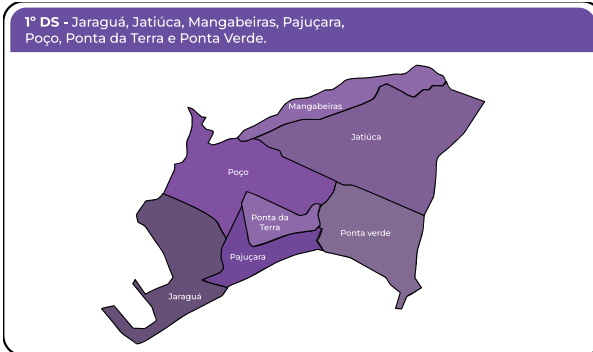 1º DS - Jaraguá, Jatiúca, Mangabeiras, Pajuçara,
Poço, Ponta da Terra e Ponta Verde.
Mangabeiras
Jatiúca
Poço
Ponta da
Terra
Ponta verde
Pajuçara
Jaraguá